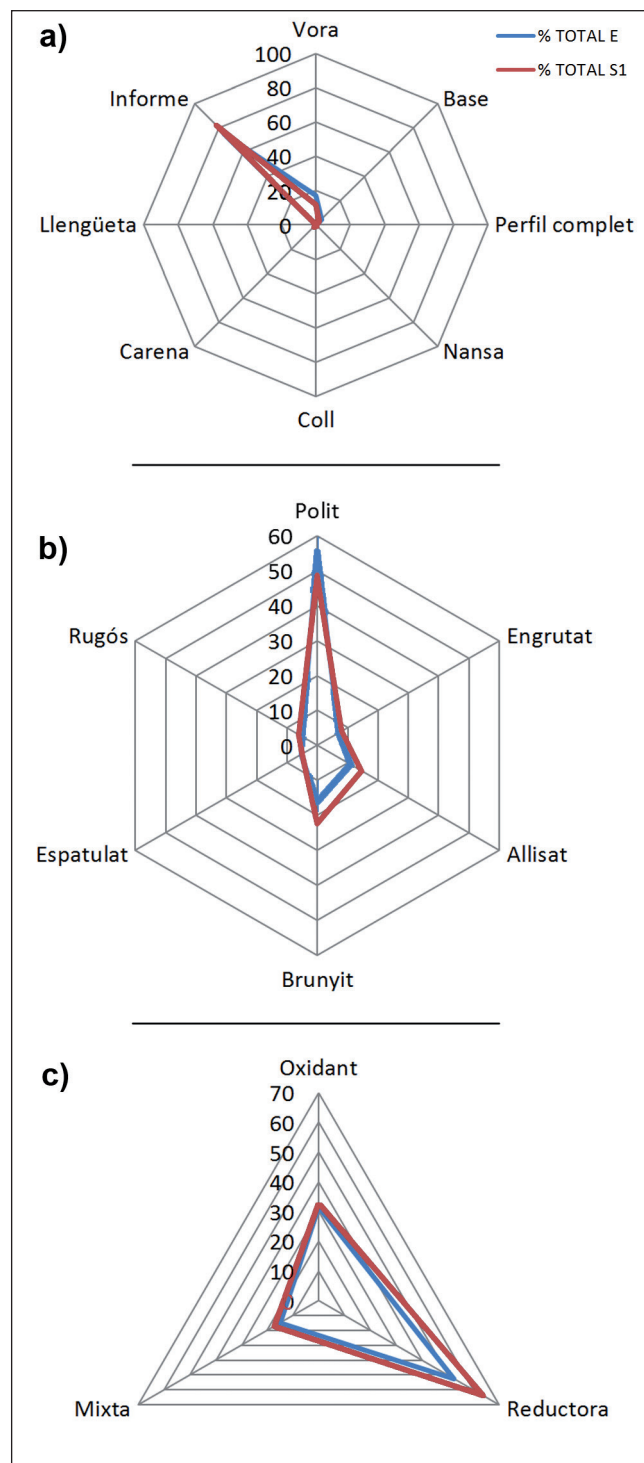 a)
Vora
% TOTAL E
% TOTAL S1
100
80
60
40
20
0
Informe
Base
Llengüeta
Perfil complet
Carena
Nansa
Coll
b)
Polit
60
50
40
30
20
10
0
Rugós
Engrutat
Espatulat
Allisat
Brunyit
c)
Oxidant
70
60
50
40
30
20
10
0
Mixta
Reductora